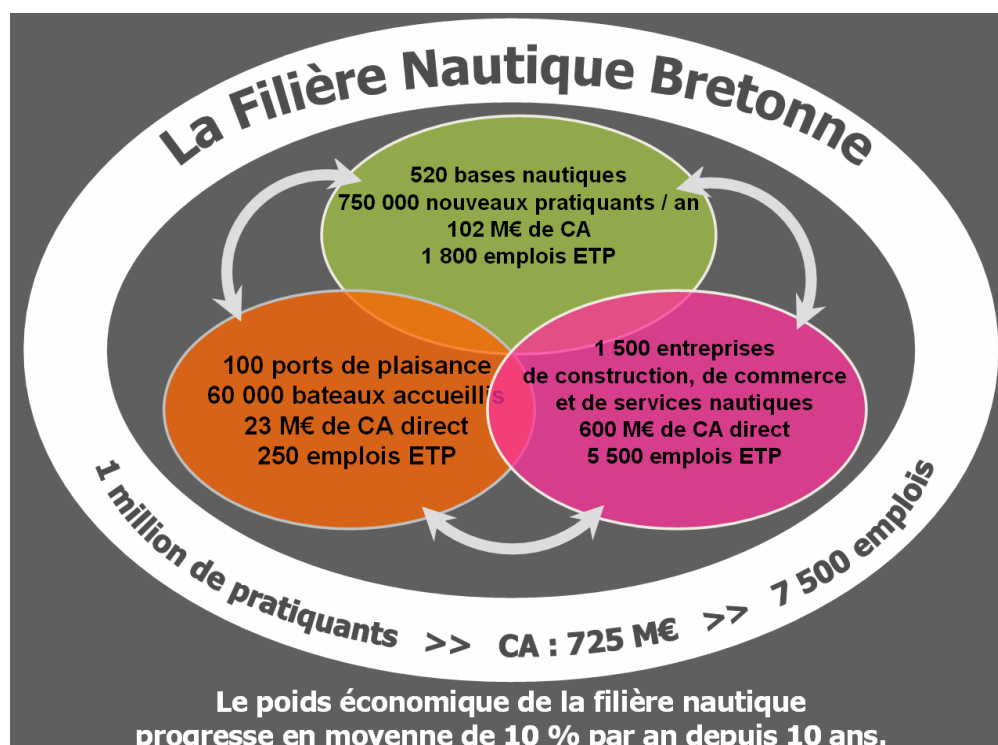 La Filière Nautique Bretonne
520 bases nautiques
750 000 nouveaux pratiquants / an
102 M€ de CA
1 800 emplois ETP
100 ports de plaisance
60 000 bateaux accueillis
23 M€ de CA direct
250 emplois ETP
1 500 entreprises
de construction, de commerce
et de services nautiques
600 M€ de CA direct
5 500 emplois ETP
1 million de pratiquants >> CA : 725 M€ >> 7 500 emplois
Le poids économique de la filière nautique
progresse en moyenne de 10 % par an depuis 10 ans.